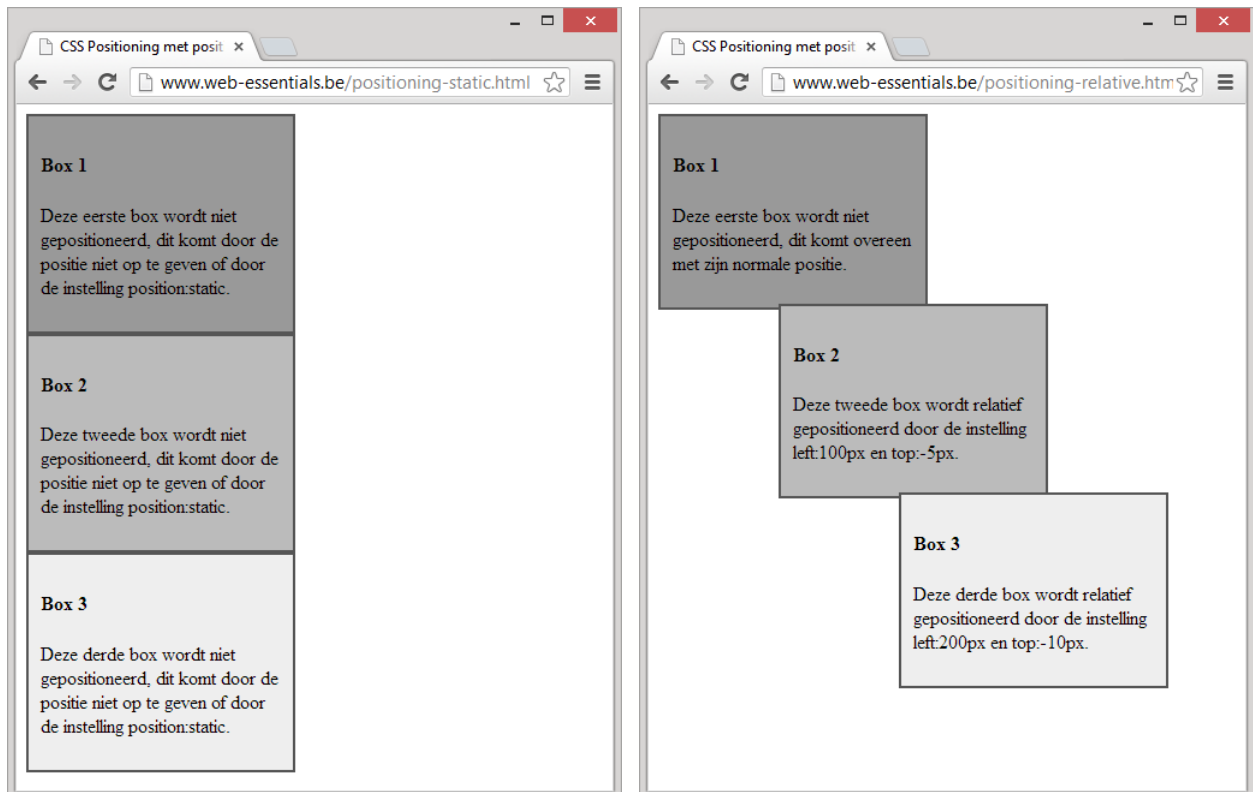 CSS Positioning met posit
www.web-essentials.be/positioning-static.html
Box 1
Deze eerste box wordt niet
gepositioneerd, dit komt door de
positie niet op te geven of door
de instelling position:static.
Box 2
Deze tweede box wordt niet
gepositioneerd, dit komt door de
positie niet op te geven of door
de instelling position:static.
Box 3
Deze derde box wordt niet
gepositioneerd, dit komt door de
positie niet op te geven of door
de instelling position:static.
CSS Positioning met posit
www.web-essentials.be/positioning-relative.htm
Box 1
Deze eerste box wordt niet
gepositioneerd, dit komt overeen
met zijn normale positie.
Box 2
Deze tweede box wordt relatief
gepositioneerd door de instelling
left:100px en top:-5px.
Box 3
Deze derde box wordt relatief
gepositioneerd door de instelling
left:200px en top:-10px.